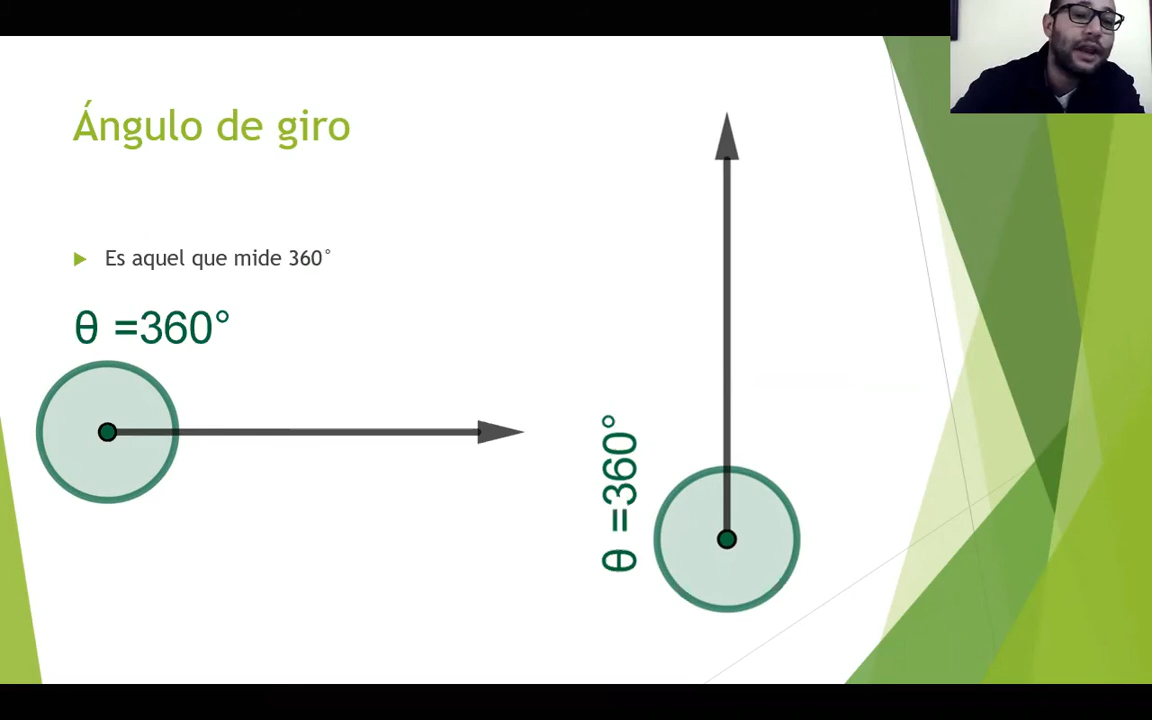 Ángulo de giro
Es aquel que mide 360°
θ =360°
θ =360°